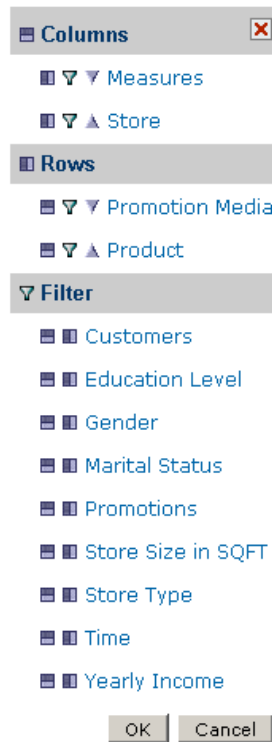 Columns
Measures
Store
Rows
Promotion Media
Product
Filter
Customers
Education Level
Gender
Marital Status
Promotions
Store Size in SQFT
Store Type
Time
Yearly Income
OK Cancel